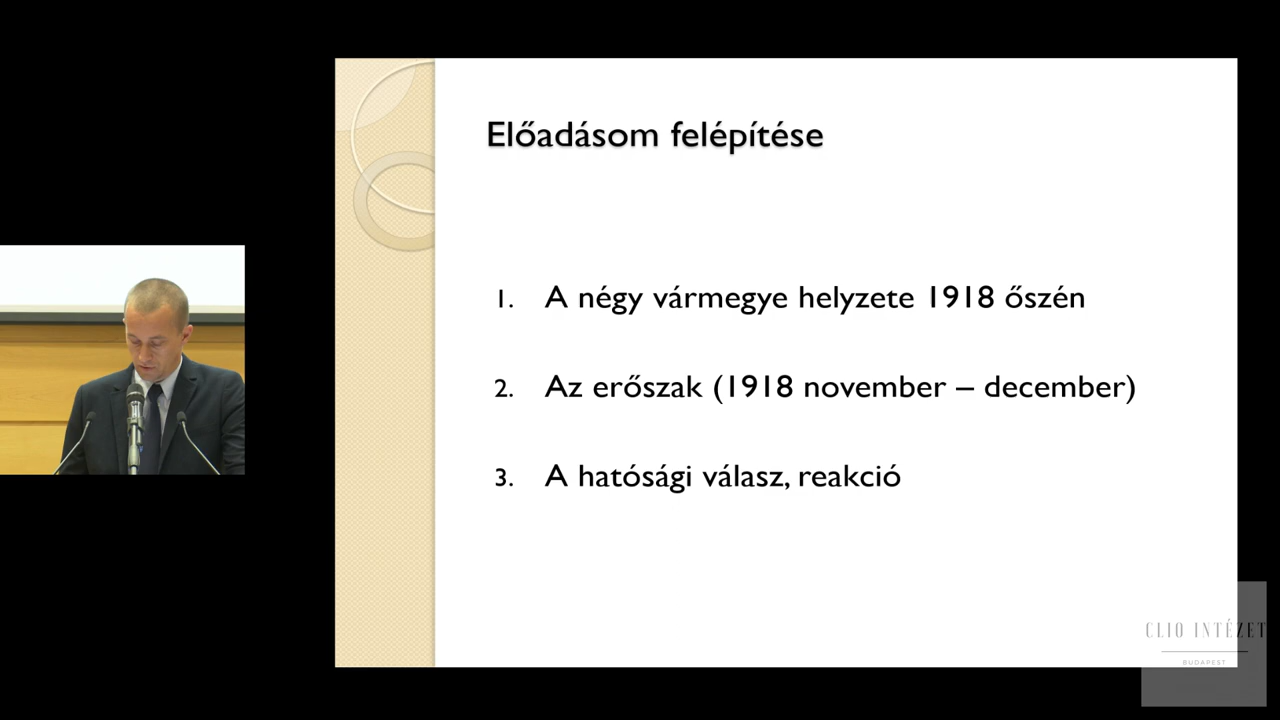 Előadásom felépítése
1. A négy vármegye helyzete 1918 őszén
2. Az erőszak (1918 november – december)
3. A hatósági válasz, reakció
CLIO INTÉZET
BUDAPEST